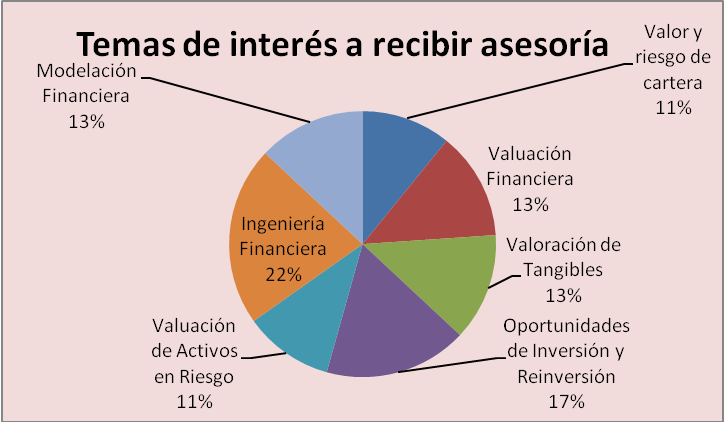 Temas de interés a recibir asesoría
Valor y
riesgo de
cartera
11%
Valuación
Financiera
13%
Valoración de
Tangibles
13%
Oportunidades
de Inversión y
Reinversión
17%
Valuación
de Activos
en Riesgo
11%
Ingeniería
Financiera
22%
Modelación
Financiera
13%